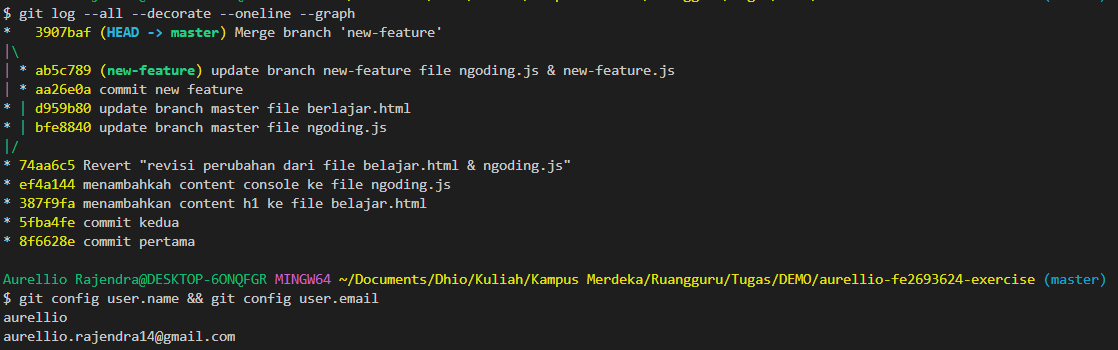 $ git log --all --decorate --oneline --graph
*   3907baf (HEAD -> master) Merge branch 'new-feature'
|\
| * ab5c789 (new-feature) update branch new-feature file ngoding.js & new-feature.js
| * aa26e0a commit new feature
* | d959b80 update branch master file berlajar.html
* | bfe8840 update branch master file ngoding.js
|/
* 74aa6c5 Revert "revisi perubahan dari file belajar.html & ngoding.js"
* ef4a144 menambahkah content console ke file ngoding.js
* 387f9fa menambahkan content h1 ke file belajar.html
* 5fba4fe commit kedua
* 8f6628e commit pertama
Aurellio Rajendra@DESKTOP-6ONQFGR MINGW64 ~/Documents/Dhio/Kuliah/Kampus Merdeka/Ruangguru/Tugas/DEMO/aurellio-fe2693624-exercise (master)
$ git config user.name && git config user.email
aurellio
aurellio.rajendra14@gmail.com